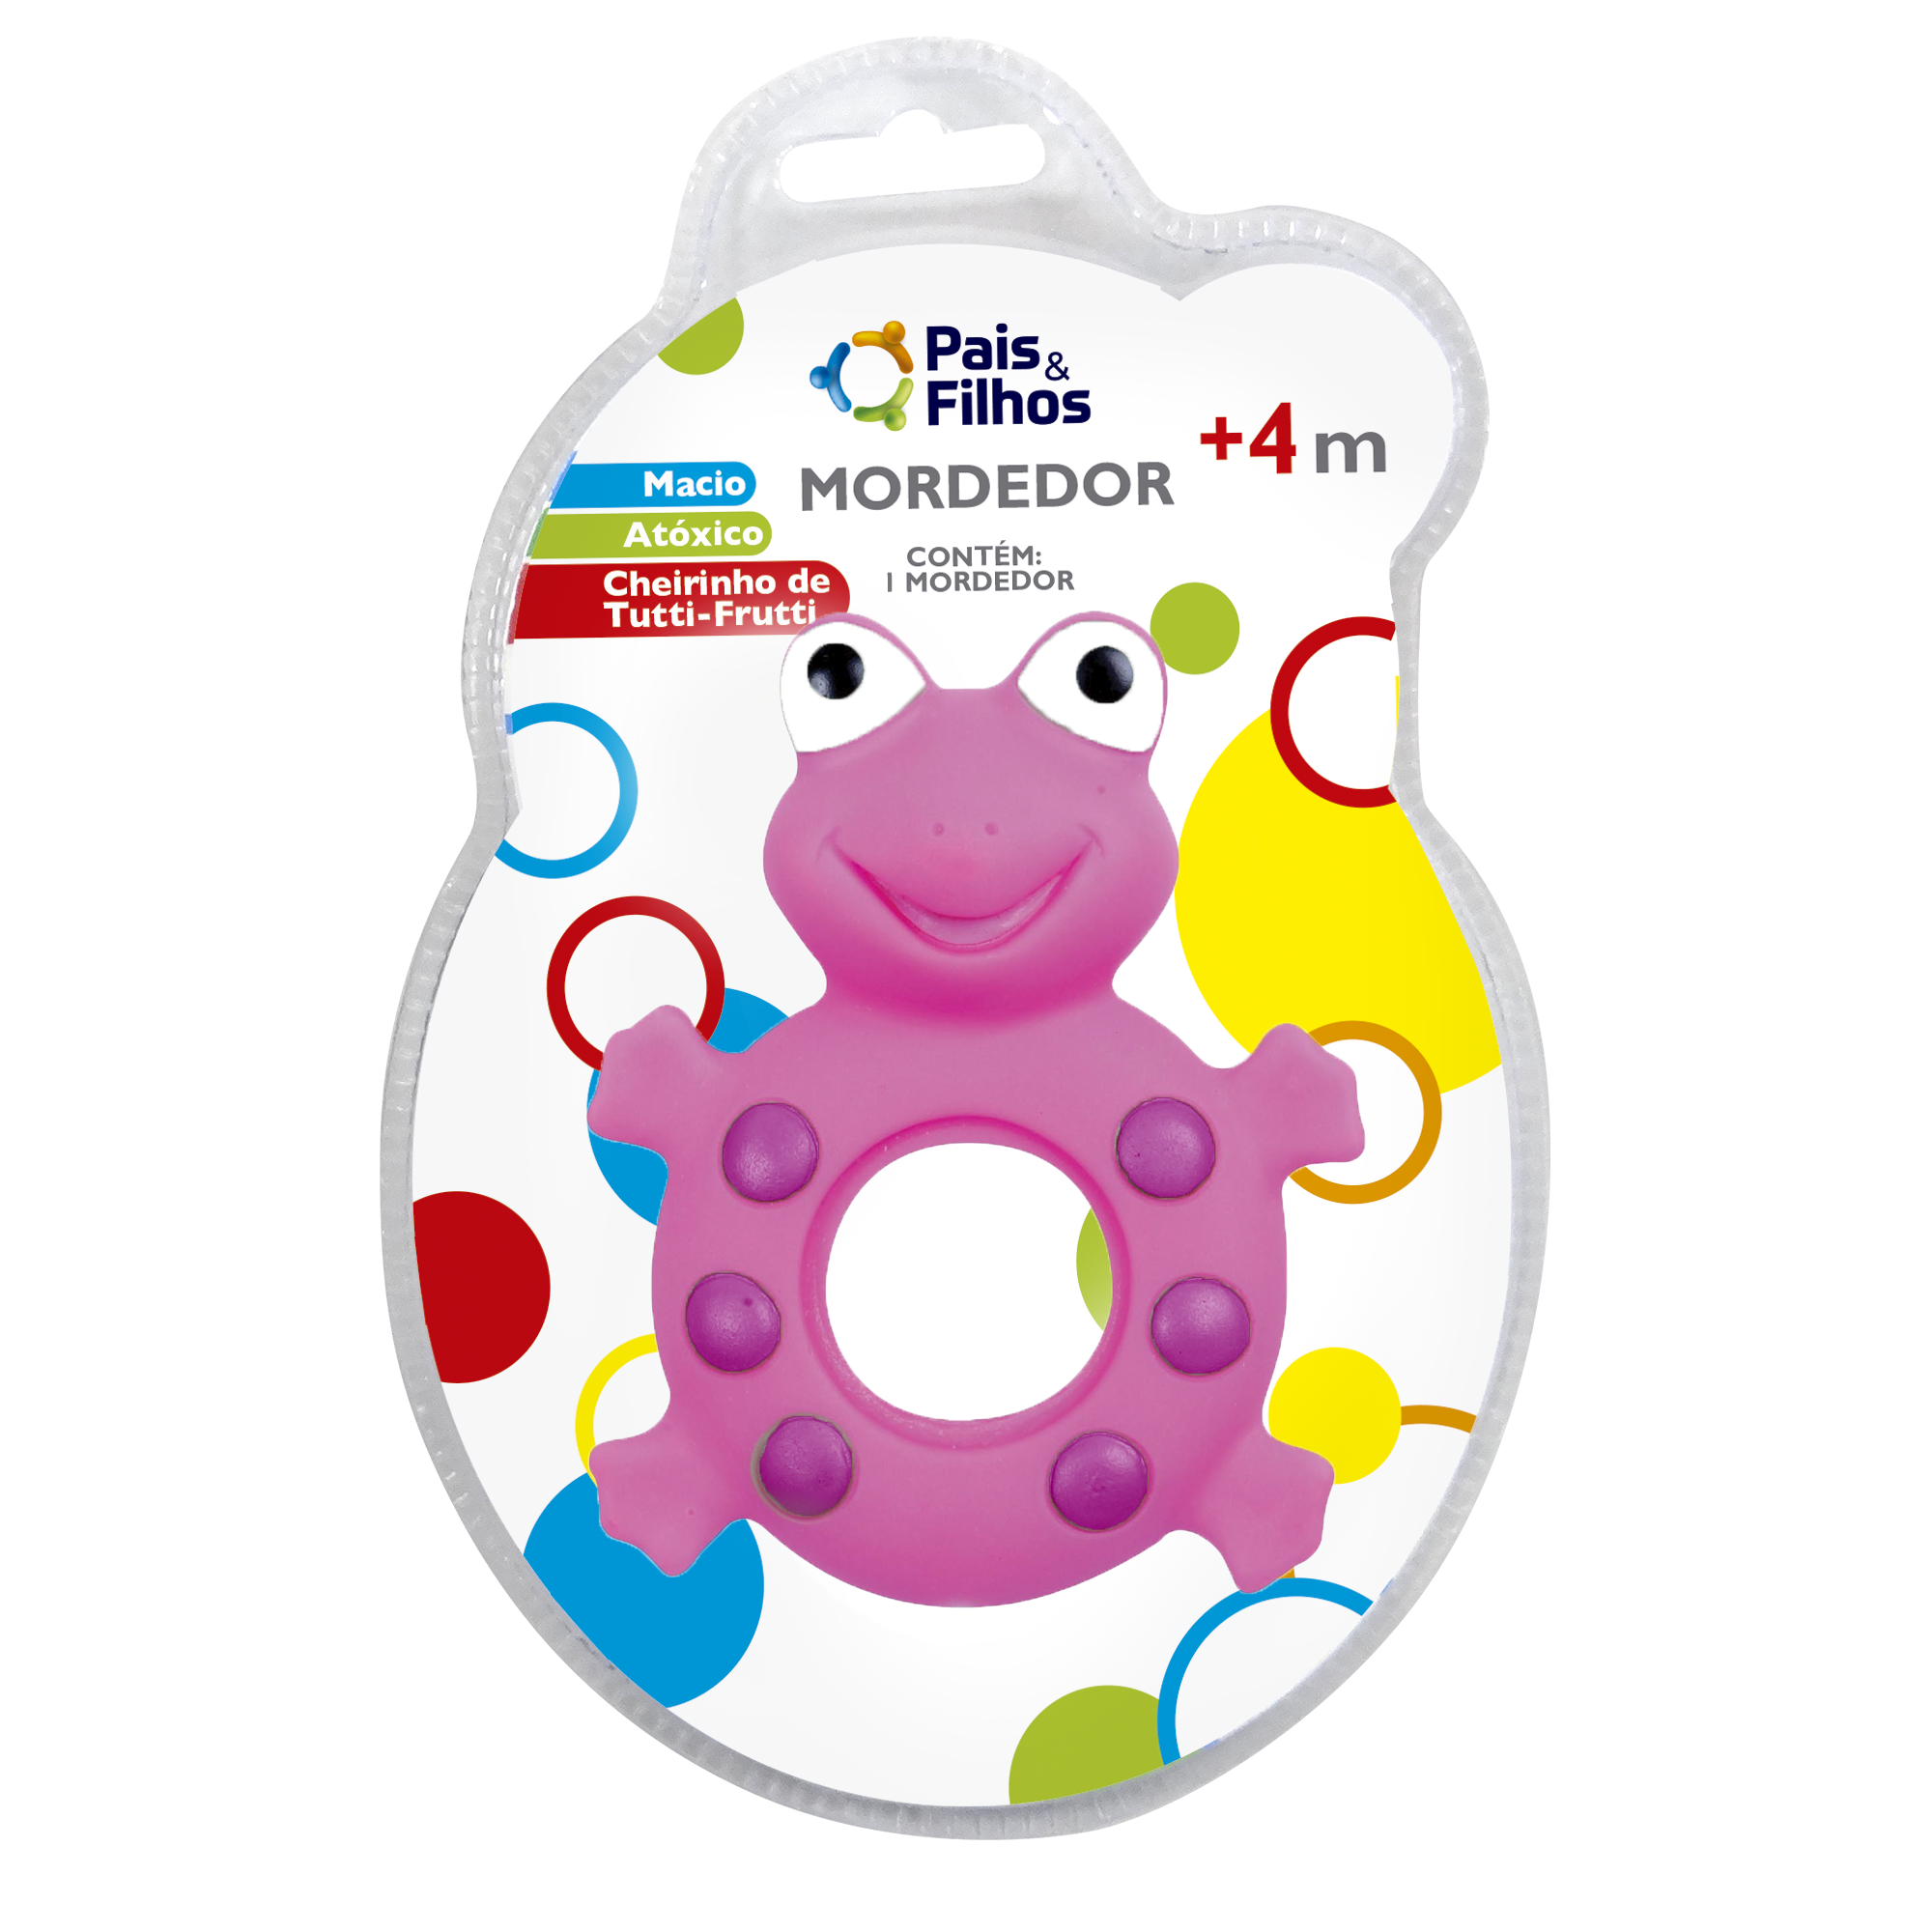 Pais &
Filhos
+4 m
MORDEDOR
Macio
Atóxico
Cheirinho de
Tutti-Frutti
CONTÉM:
1 MORDEDOR